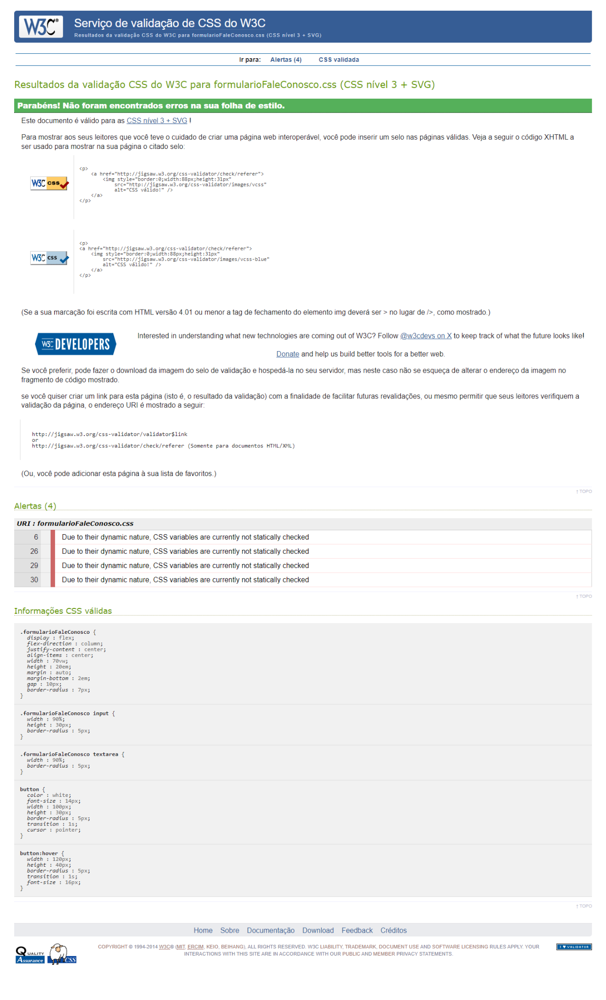 W3C®
Serviço de validação de CSS do W3C
Resultados da validação CSS do W3C para formularioFaleConosco.css (CSS nível 3 + SVG)
Ir para: Alertas (4) CSS validada
Resultados da validação CSS do W3C para formularioFaleConosco.css (CSS nível 3 + SVG)
Parabéns! Não foram encontrados erros na sua folha de estilo.
Este documento é válido para as CSS nível 3 + SVG !
Para mostrar aos seus leitores que você teve o cuidado de criar uma página web interoperável, você pode inserir um selo nas páginas válidas. Veja a seguir o código XHTML a
ser usado para mostrar na sua página o citado selo:
W3C css
<p>
<a href="http://jigsaw.w3.org/css-validator/check/referer">
<img style="border:0;width:88px;height:31px"
src="http://jigsaw.w3.org/css-validator/images/vcss"
alt="CSS válido!" />
</a>
</p>
W3C css
<p>
<a href="http://jigsaw.w3.org/css-validator/check/referer">
<img style="border:0;width:88px;height:31px"
src="http://jigsaw.w3.org/css-validator/images/vcss-blue"
alt="CSS válido!" />
</a>
</p>
(Se a sua marcação foi escrita com HTML versão 4.01 ou menor a tag de fechamento do elemento img deverá ser > no lugar de />, como mostrado.)
W3C DEVELOPERS
Interested in understanding what new technologies are coming out of W3C? Follow @w3cdevs on X to keep track of what the future looks like!
Donate and help us build better tools for a better web.
Se você preferir, pode fazer o download da imagem do selo de validação e hospedá-la no seu servidor, mas neste caso não se esqueça de alterar o endereço da imagem no
fragmento de código mostrado.
se você quiser criar um link para esta página (isto é, o resultado da validação) com a finalidade de facilitar futuras revalidações, ou mesmo permitir que seus leitores verifiquem a
validação da página, o endereço URI é mostrado a seguir:
http://jigsaw.w3.org/css-validator/validator$link
or
http://jigsaw.w3.org/css-validator/check/referer (Somente para documentos HTML/XML)
(Ou, você pode adicionar esta página à sua lista de favoritos.)
↑ TOPO
Alertas (4)
URI : formularioFaleConosco.css
6 Due to their dynamic nature, CSS variables are currently not statically checked
26 Due to their dynamic nature, CSS variables are currently not statically checked
29 Due to their dynamic nature, CSS variables are currently not statically checked
30 Due to their dynamic nature, CSS variables are currently not statically checked
↑ TOPO
Informações CSS válidas
.formularioFaleConosco {
display : flex;
flex-direction : column;
justify-content : center;
align-items : center;
width : 70vw;
height : 20em;
margin : auto;
margin-bottom : 2em;
gap : 10px;
border-radius : 7px;
}
.formularioFaleConosco input {
width : 90%;
height : 30px;
border-radius : 5px;
}
.formularioFaleConosco textarea {
width : 90%;
border-radius : 5px;
}
button {
color : white;
font-size : 14px;
width : 100px;
height : 30px;
border-radius : 5px;
transition : 1s;
cursor : pointer;
}
button:hover {
width : 120px;
height : 40px;
border-radius : 5px;
transition : 1s;
font-size : 16px;
}
↑ TOPO
Home Sobre Documentação Download Feedback Créditos
QUALITY
Assurance
CSS
COPYRIGHT © 1994-2014 W3C® (MIT, ERCIM, KEIO, BEIHANG), ALL RIGHTS RESERVED. W3C LIABILITY, TRADEMARK, DOCUMENT USE AND SOFTWARE LICENSING RULES APPLY. YOUR
INTERACTIONS WITH THIS SITE ARE IN ACCORDANCE WITH OUR PUBLIC AND MEMBER PRIVACY STATEMENTS.
I ♥ VALIDATOR